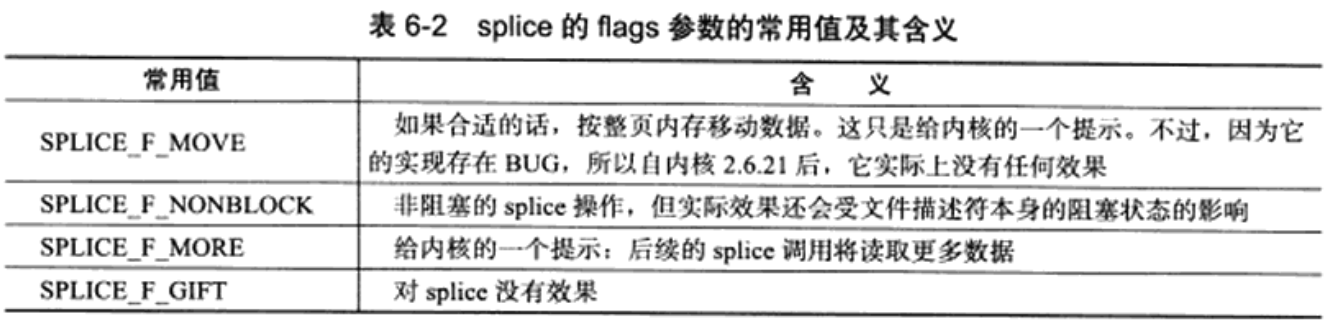 表 6-2 splice 的 flags 参数的常用值及其含义
常用值 含 义
SPLICE_F_MOVE 如果合适的话，按整页内存移动数据。这只是给内核的一个提示。不过，因为它
的实现存在 BUG，所以自内核 2.6.21 后，它实际上没有任何效果
SPLICE_F_NONBLOCK 非阻塞的 splice 操作，但实际效果还会受文件描述符本身的阻塞状态的影响
SPLICE_F_MORE 给内核的一个提示：后续的 splice 调用将读取更多数据
SPLICE_F_GIFT 对 splice 没有效果